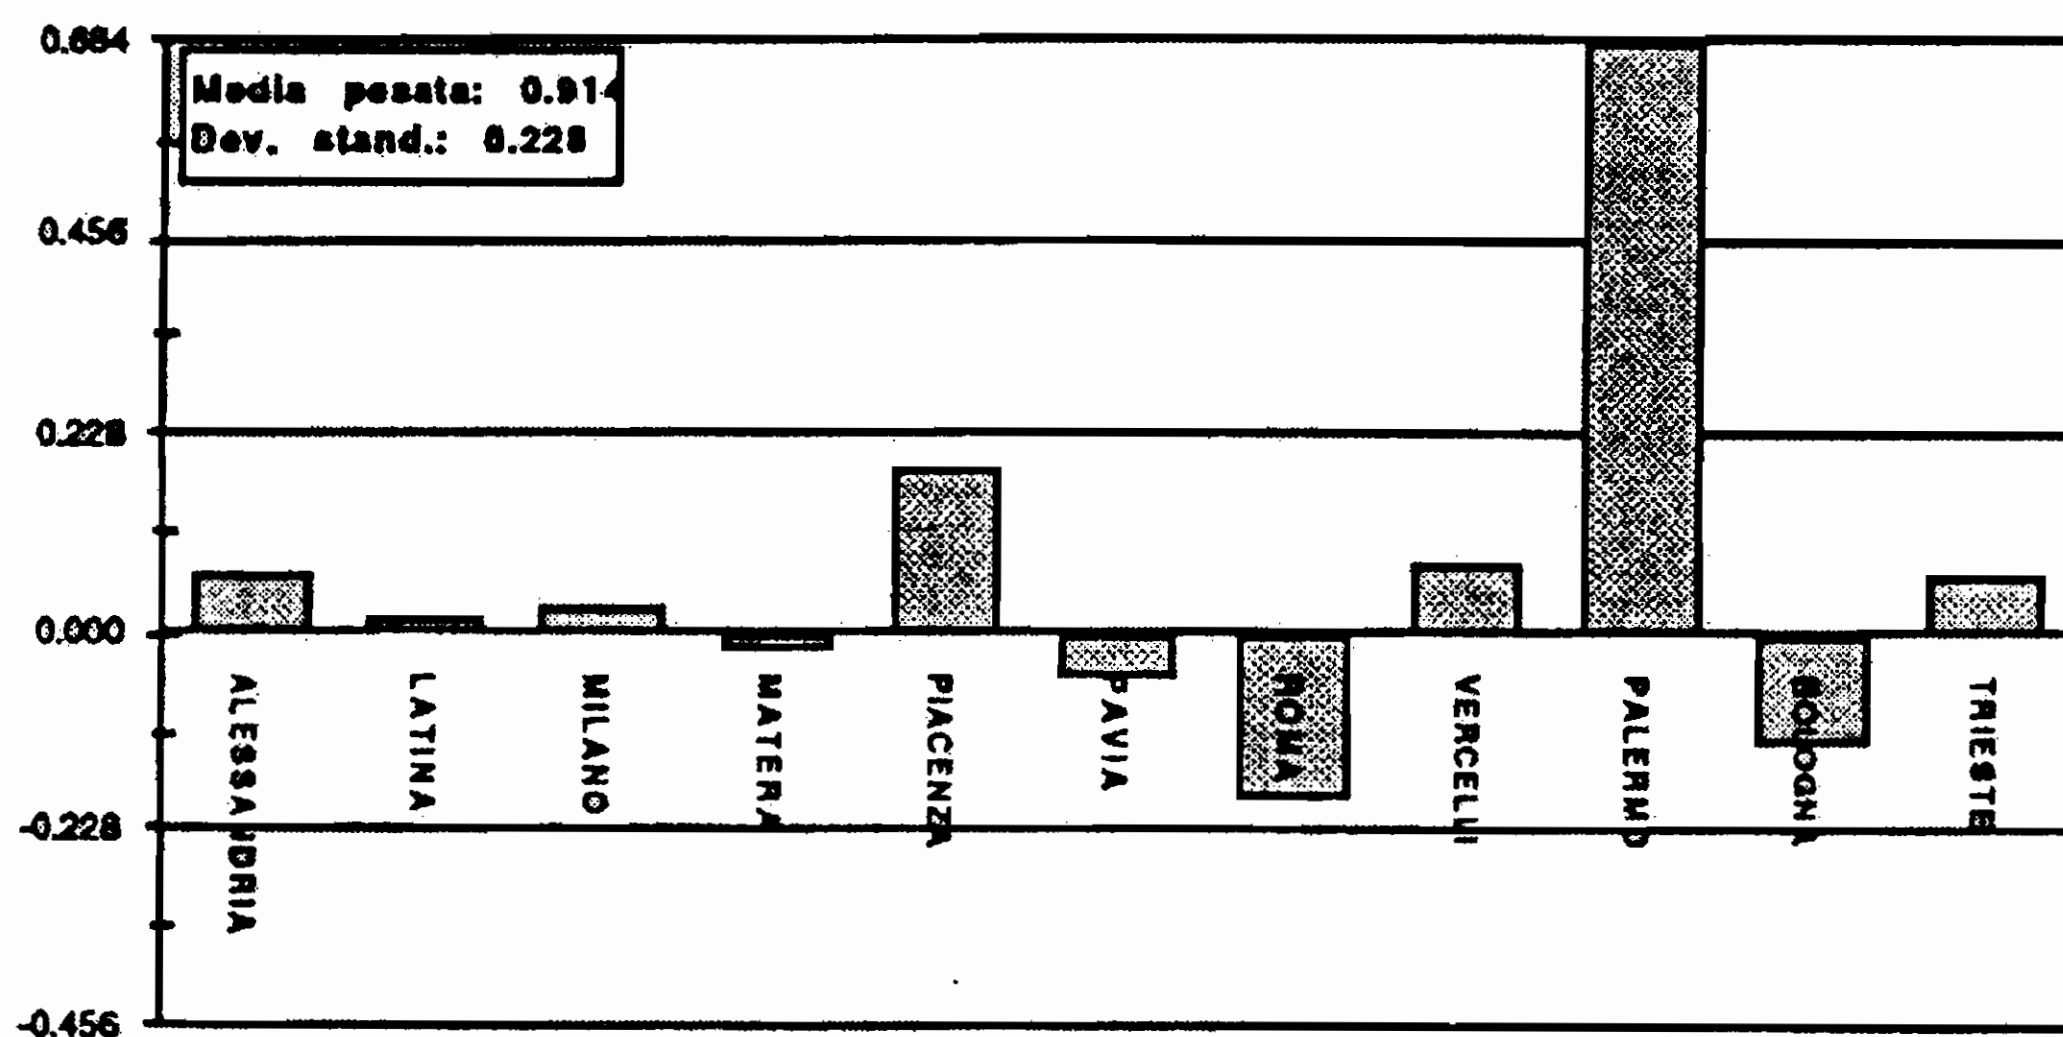 0.684
Media pesata: 0.914
Dev. stand.: 0.228
0.456
0.228
0.000
-0.228
-0.456
ALESSANDRIA
LATINA
MILANO
MATERA
PIACENZA
PAVIA
ROMA
VERCELLI
PALERMO
BOLOGNA
TRIESTE